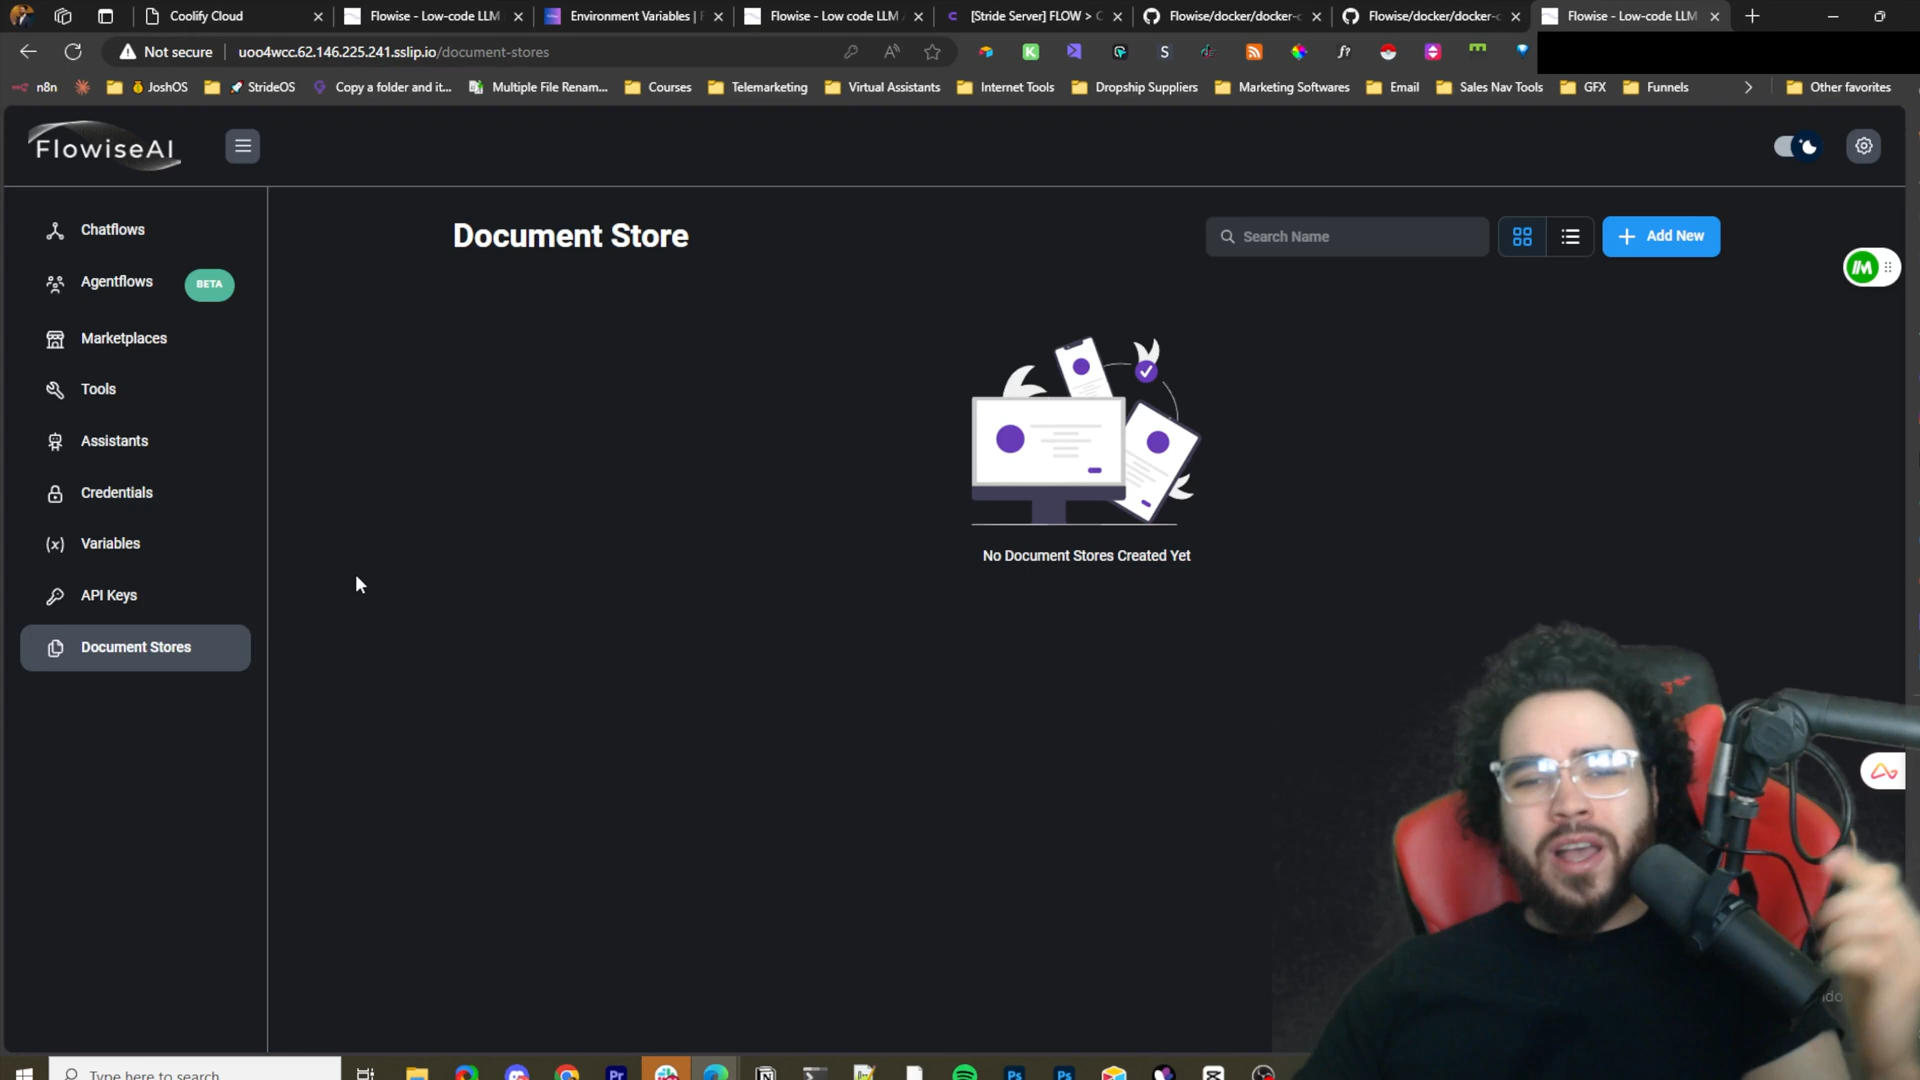 Coolify Cloud
Flowise - Low-code LLM
Environment Variables | F
Flowise - Low code LLM
[Stride Server] FLOW > C
Flowise/docker/docker-c
Flowise/docker/docker-c
Flowise - Low-code LLM
Not secure
uoo4wcc.62.146.225.241.sslip.io/document-stores
n8n
JoshOS
StrideOS
Copy a folder and it...
Multiple File Renam...
Courses
Telemarketing
Virtual Assistants
Internet Tools
Dropship Suppliers
Marketing Softwares
Email
Sales Nav Tools
GFX
Funnels
Other favorites
FlowiseAI
Chatflows
Agentflows
BETA
Marketplaces
Tools
Assistants
Credentials
(x)
Variables
API Keys
Document Stores
Document Store
Search Name
Add New
No Document Stores Created Yet
Type here to search
Pr
Ps
Ps